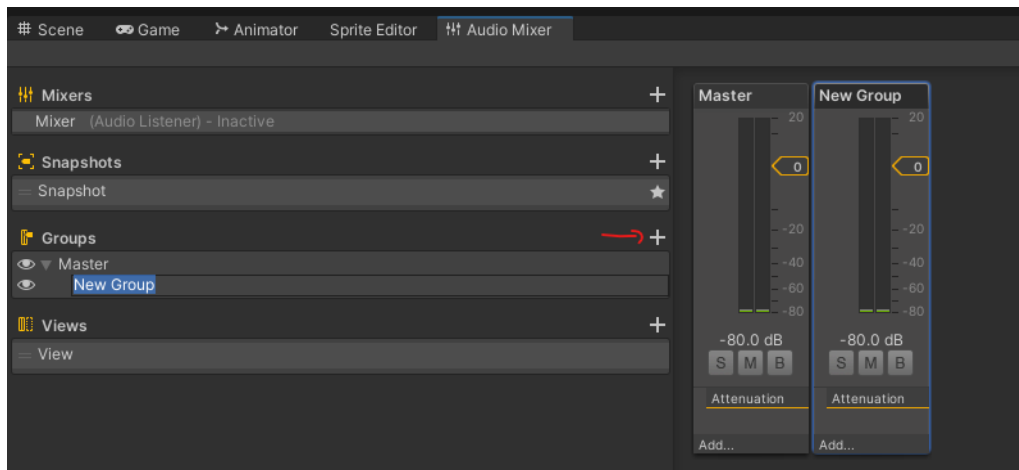 Scene Game Animator Sprite Editor Audio Mixer
Mixers
Mixer (Audio Listener) - Inactive
Snapshots
Snapshot
Groups
Master
New Group
Views
View
Master
20
0
-20
-40
-60
-80
-80.0 dB
S M B
Attenuation
Add...
New Group
20
0
-20
-40
-60
-80
-80.0 dB
S M B
Attenuation
Add...